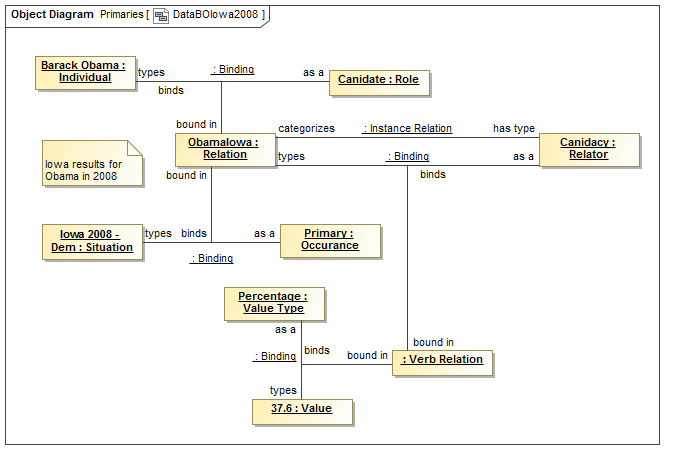 Object Diagram Primaries [ DataBOIowa2008 ]
Barack Obama :
Individual
types
: Binding
as a
binds
Canidate : Role
bound in
ObamaIowa :
Relation
categorizes
: Instance Relation
has type
types
: Binding
as a
binds
Canidacy :
Relator
Iowa results for
Obama in 2008
bound in
Iowa 2008 -
Dem : Situation
types
binds
as a
: Binding
Primary :
Occurance
Percentage :
Value Type
as a
: Binding
binds
bound in
bound in
: Verb Relation
types
37.6 : Value